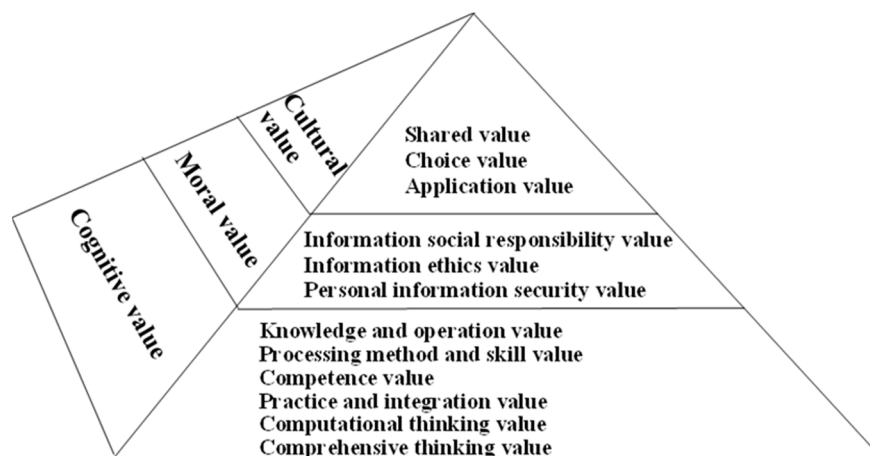 Cultural
value
Moral value
Cognitive value
Shared value
Choice value
Application value
Information social responsibility value
Information ethics value
Personal information security value
Knowledge and operation value
Processing method and skill value
Competence value
Practice and integration value
Computational thinking value
Comprehensive thinking value